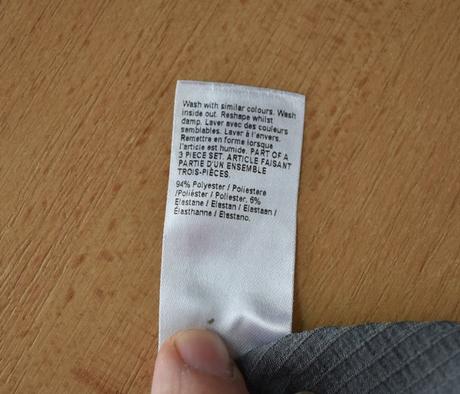 Wash with similar colours. Wash
inside out. Reshape whilst
damp. Laver avec des couleurs
semblables. Laver à l'envers.
Remettre en forme lorsque
l'article est humide. PART OF A
3 PIECE SET. ARTICLE FAISANT
PARTIE D'UN ENSEMBLE
TROIS-PIÈCES.
94% Polyester / Poliestere
/Poliéster / Poliester, 6%
Elastane / Elastan / Elastaan /
Élasthanne / Elastano.